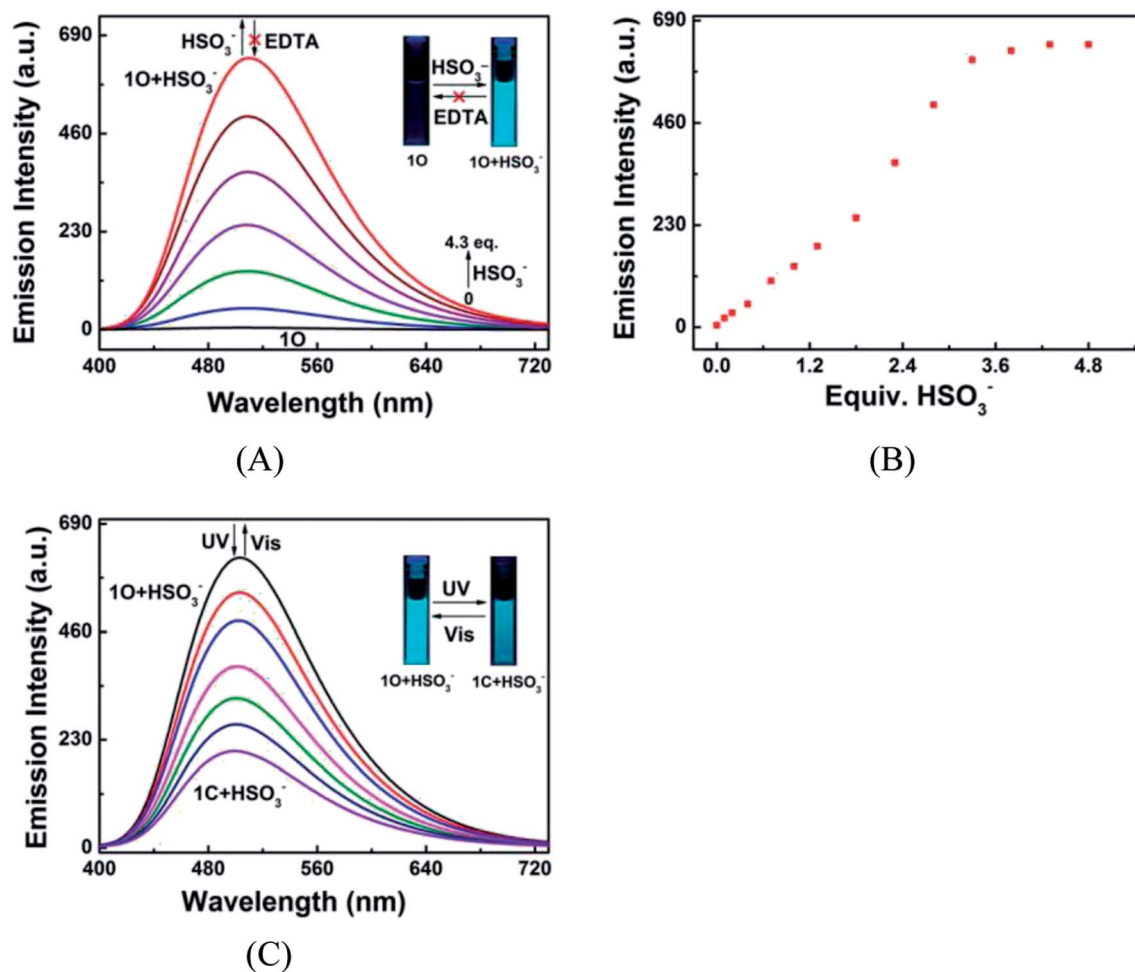 690
460
230
0
400
480
560
640
720
Emission Intensity (a.u.)
Wavelength (nm)
HSO₃⁻
EDTA
1O+HSO₃⁻
HSO₃⁻
EDTA
1O
1O+HSO₃⁻
4.3 eq.
HSO₃⁻
0
1O
(A)
690
460
230
0
0.0
1.2
2.4
3.6
4.8
Emission Intensity (a.u.)
Equiv. HSO₃⁻
(B)
690
460
230
0
400
480
560
640
720
Emission Intensity (a.u.)
Wavelength (nm)
UV
Vis
1O+HSO₃⁻
UV
Vis
1O+HSO₃⁻
1C+HSO₃⁻
1C+HSO₃⁻
(C)